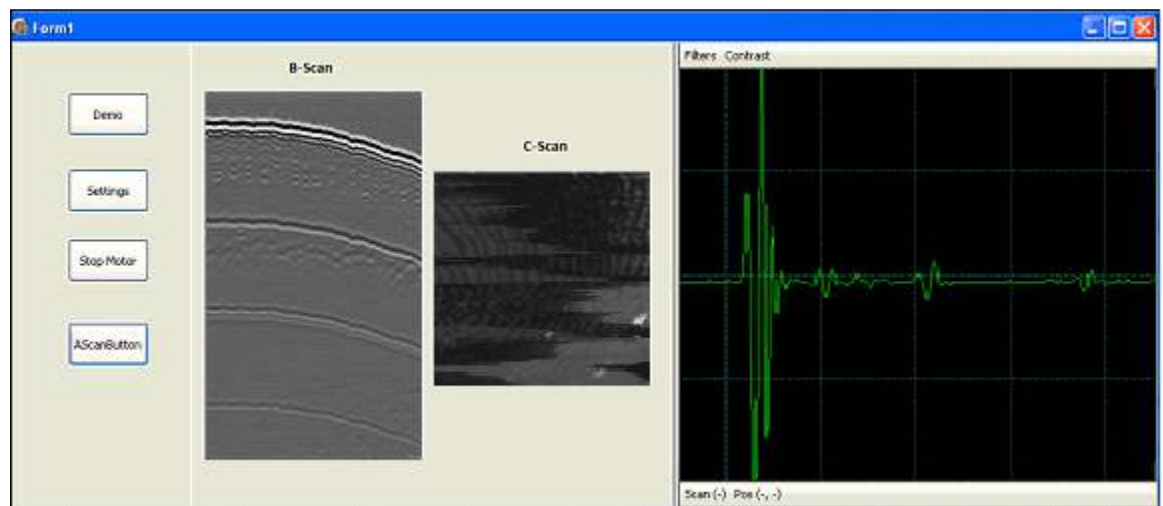 Form1
Demo
Settings
Stop Motor
AScanButton
B-Scan
C-Scan
Filters Contrast
Scan (-) Pos (-, -)